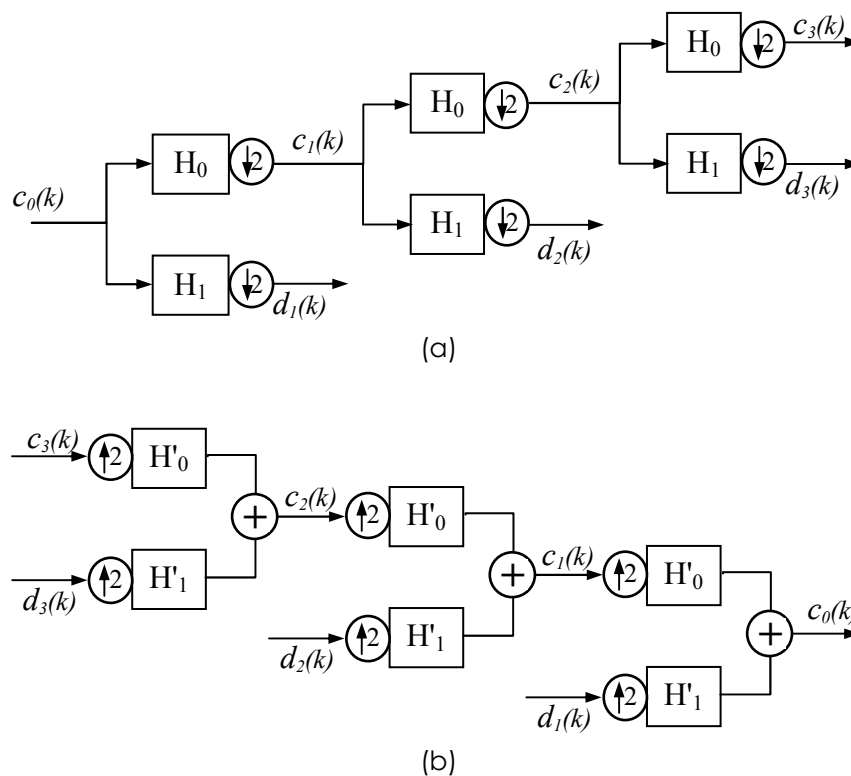 H₀ ↓2 c₃(k)
H₀ ↓2 c₂(k)
H₀ ↓2 c₁(k)
H₁ ↓2 d₃(k)
c₀(k)
H₁ ↓2 d₂(k)
H₁ ↓2 d₁(k)
(a)
c₃(k) ↑2 H'₀
+ c₂(k) ↑2 H'₀
d₃(k) ↑2 H'₁
+ c₁(k) ↑2 H'₀
d₂(k) ↑2 H'₁
+ c₀(k)
d₁(k) ↑2 H'₁
(b)